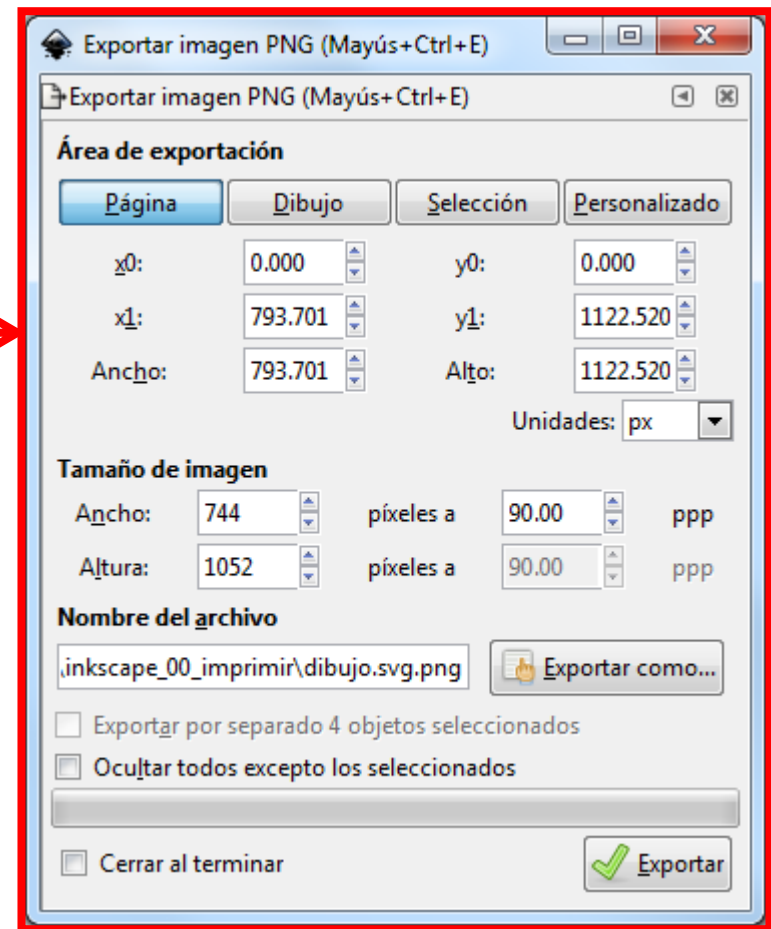 Exportar imagen PNG (Mayús+Ctrl+E)
Exportar imagen PNG (Mayús+Ctrl+E)
Área de exportación
Página Dibujo Selección Personalizado
x0: 0.000 y0: 0.000
x1: 793.701 y1: 1122.520
Ancho: 793.701 Alto: 1122.520
Unidades: px
Tamaño de imagen
Ancho: 744 píxeles a 90.00 ppp
Altura: 1052 píxeles a 90.00 ppp
Nombre del archivo
inkscape_00_imprimir\dibujo.svg.png Exportar como...
Exportar por separado 4 objetos seleccionados
Ocultar todos excepto los seleccionados
Cerrar al terminar Exportar